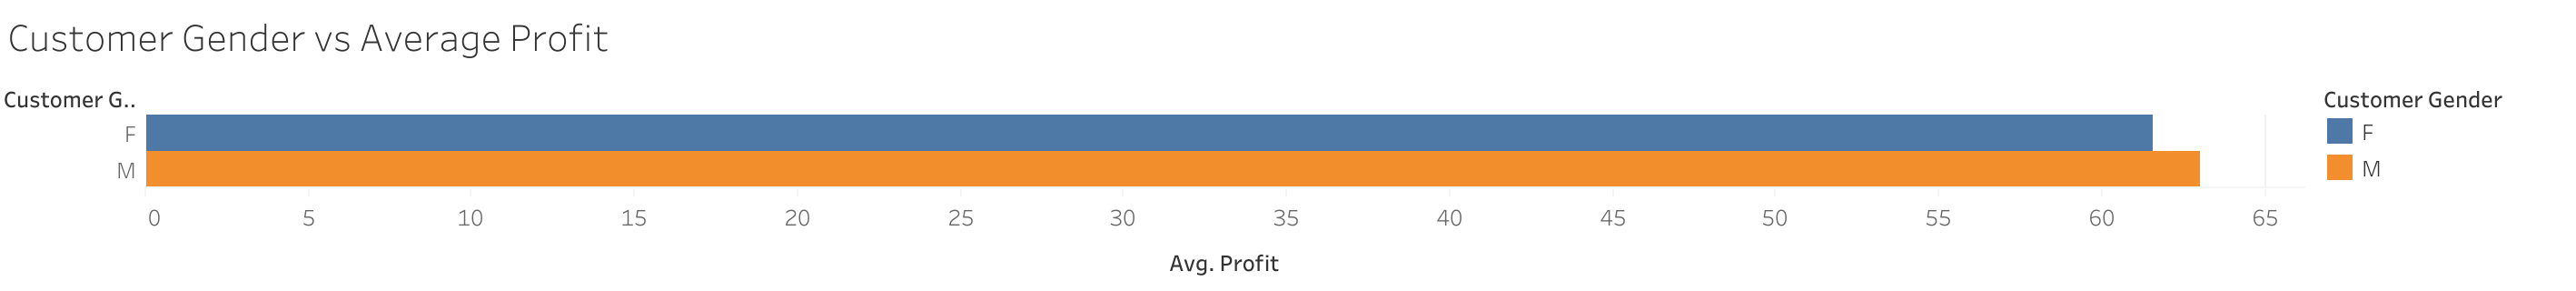 Customer Gender vs Average Profit
Customer G..
Customer Gender
F
F
M
M
0 5 10 15 20 25 30 35 40 45 50 55 60 65
Avg. Profit